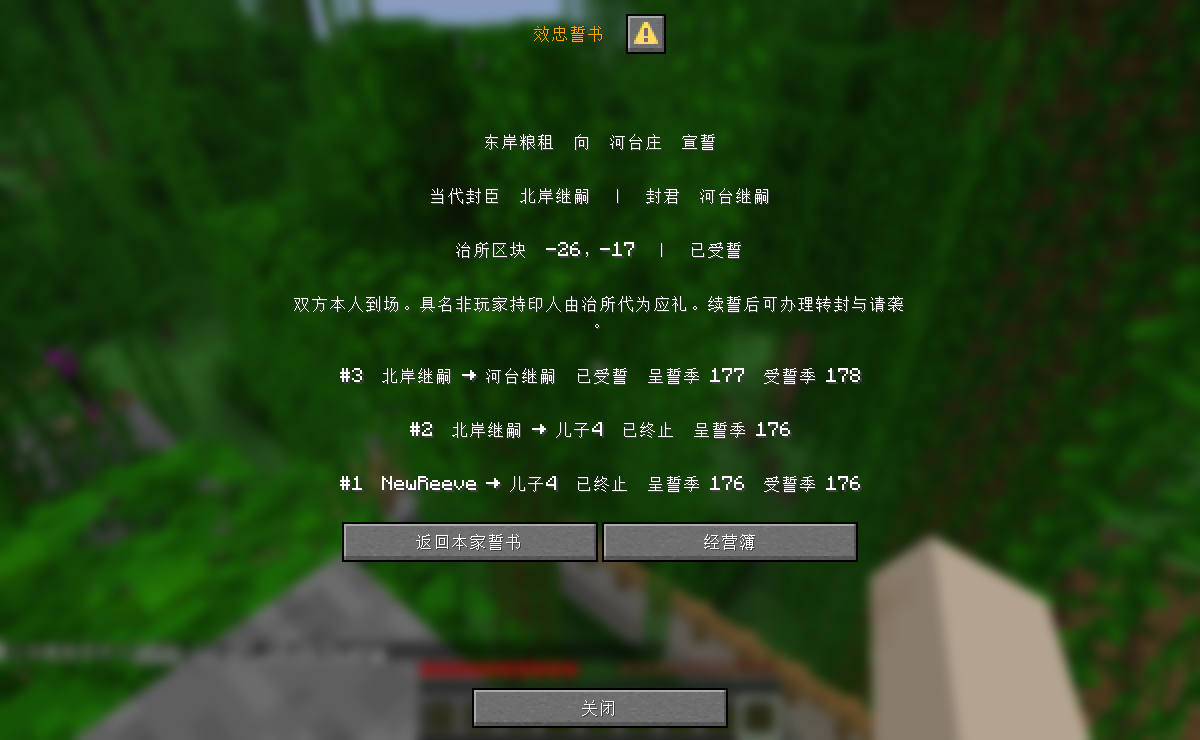 效忠誓书
东岸粮租 向 河台庄 宣誓
当代封臣 北岸继嗣 | 封君 河台继嗣
治所区块 -26, -17 | 已受誓
双方本人到场。具名非玩家持印人由治所代为应礼。续誓后可办理转封与请袭
。
#3 北岸继嗣 → 河台继嗣 已受誓 呈誓季 177 受誓季 178
#2 北岸继嗣 → 儿子4 已终止 呈誓季 176
#1 NewReeve → 儿子4 已终止 呈誓季 176 受誓季 176
返回本家誓书
经营簿
关闭